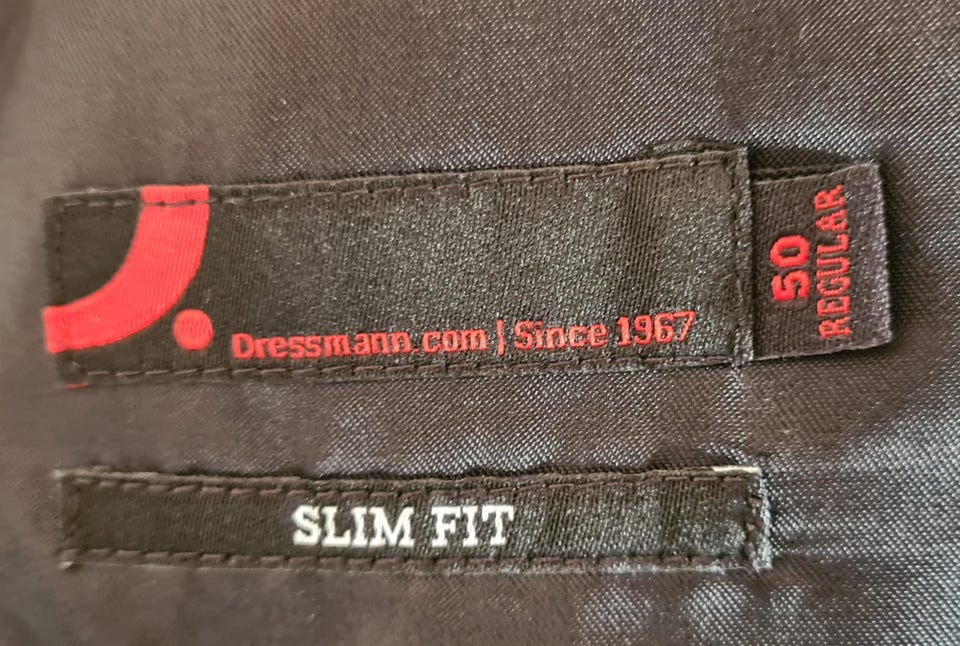 Dressmann.com | Since 1967
50
REGULAR
SLIM FIT